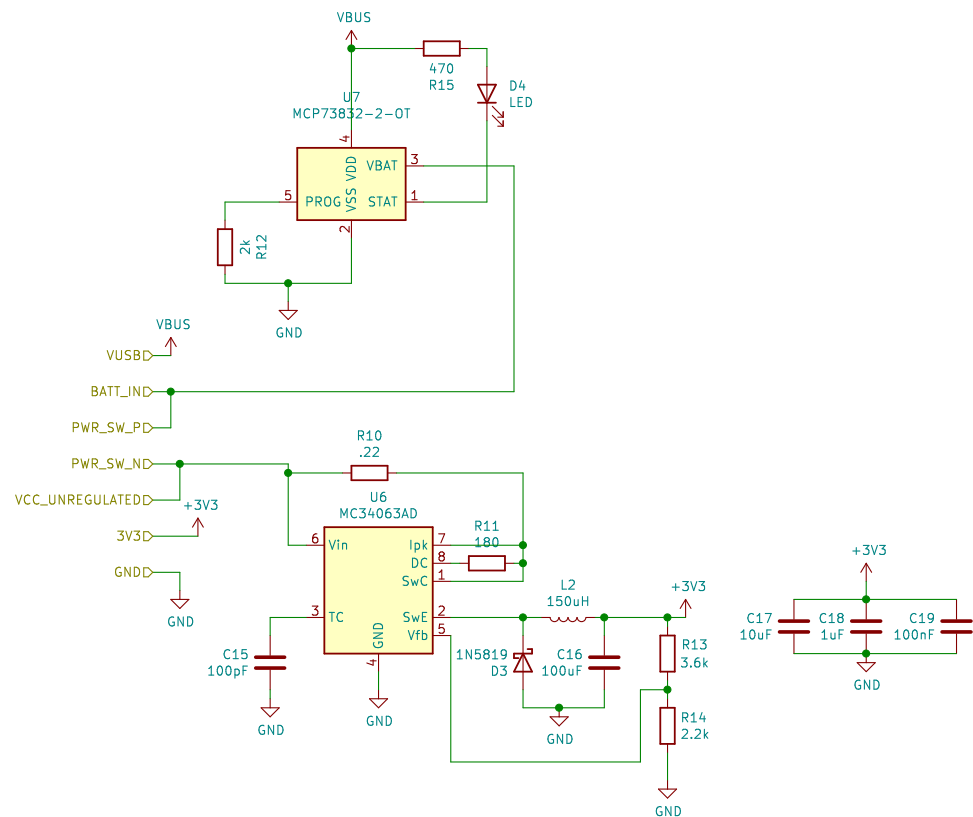 VBUS
470
R15
D4
LED
U7
MCP73832-2-OT
4
VDD
VBAT
3
PROG
5
VSS
STAT
1
2
2k
R12
GND
VBUS
VUSB
BATT_IN
PWR_SW_P
PWR_SW_N
VCC_UNREGULATED
+3V3
3V3
GND
GND
R10
.22
U6
MC34063AD
R11
180
6
Vin
Ipk
7
DC
8
SwC
1
3
TC
SwE
2
Vfb
5
GND
4
C15
100pF
GND
GND
L2
150uH
+3V3
1N5819
D3
C16
100uF
R13
3.6k
GND
R14
2.2k
GND
+3V3
C17
10uF
C18
1uF
C19
100nF
GND